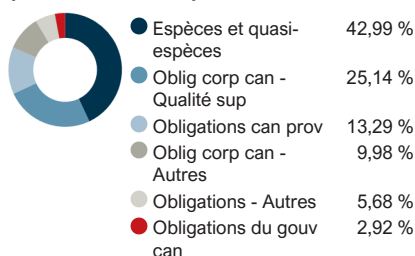 Espèces et quasi- 42,99 %
espèces
Oblig corp can - 25,14 %
Qualité sup
Obligations can prov 13,29 %
Oblig corp can - 9,98 %
Autres
Obligations - Autres 5,68 %
Obligations du gouv 2,92 %
can